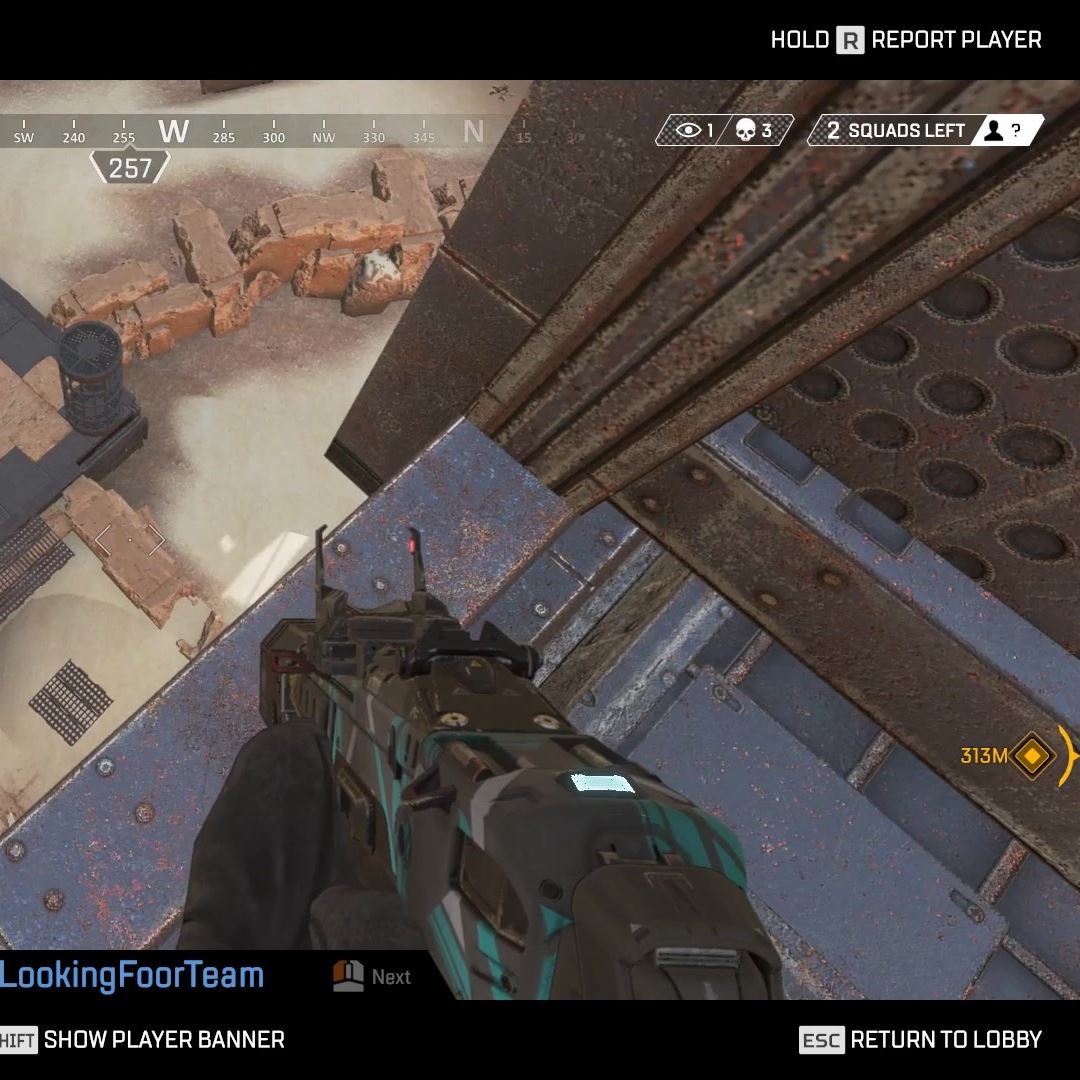 HOLD R REPORT PLAYER
SW 240 255 W 285 300 NW 330 345 N 15 30
257
1 3
2 SQUADS LEFT ?
313M
LookingFoorTeam
Next
HIFT SHOW PLAYER BANNER
ESC RETURN TO LOBBY